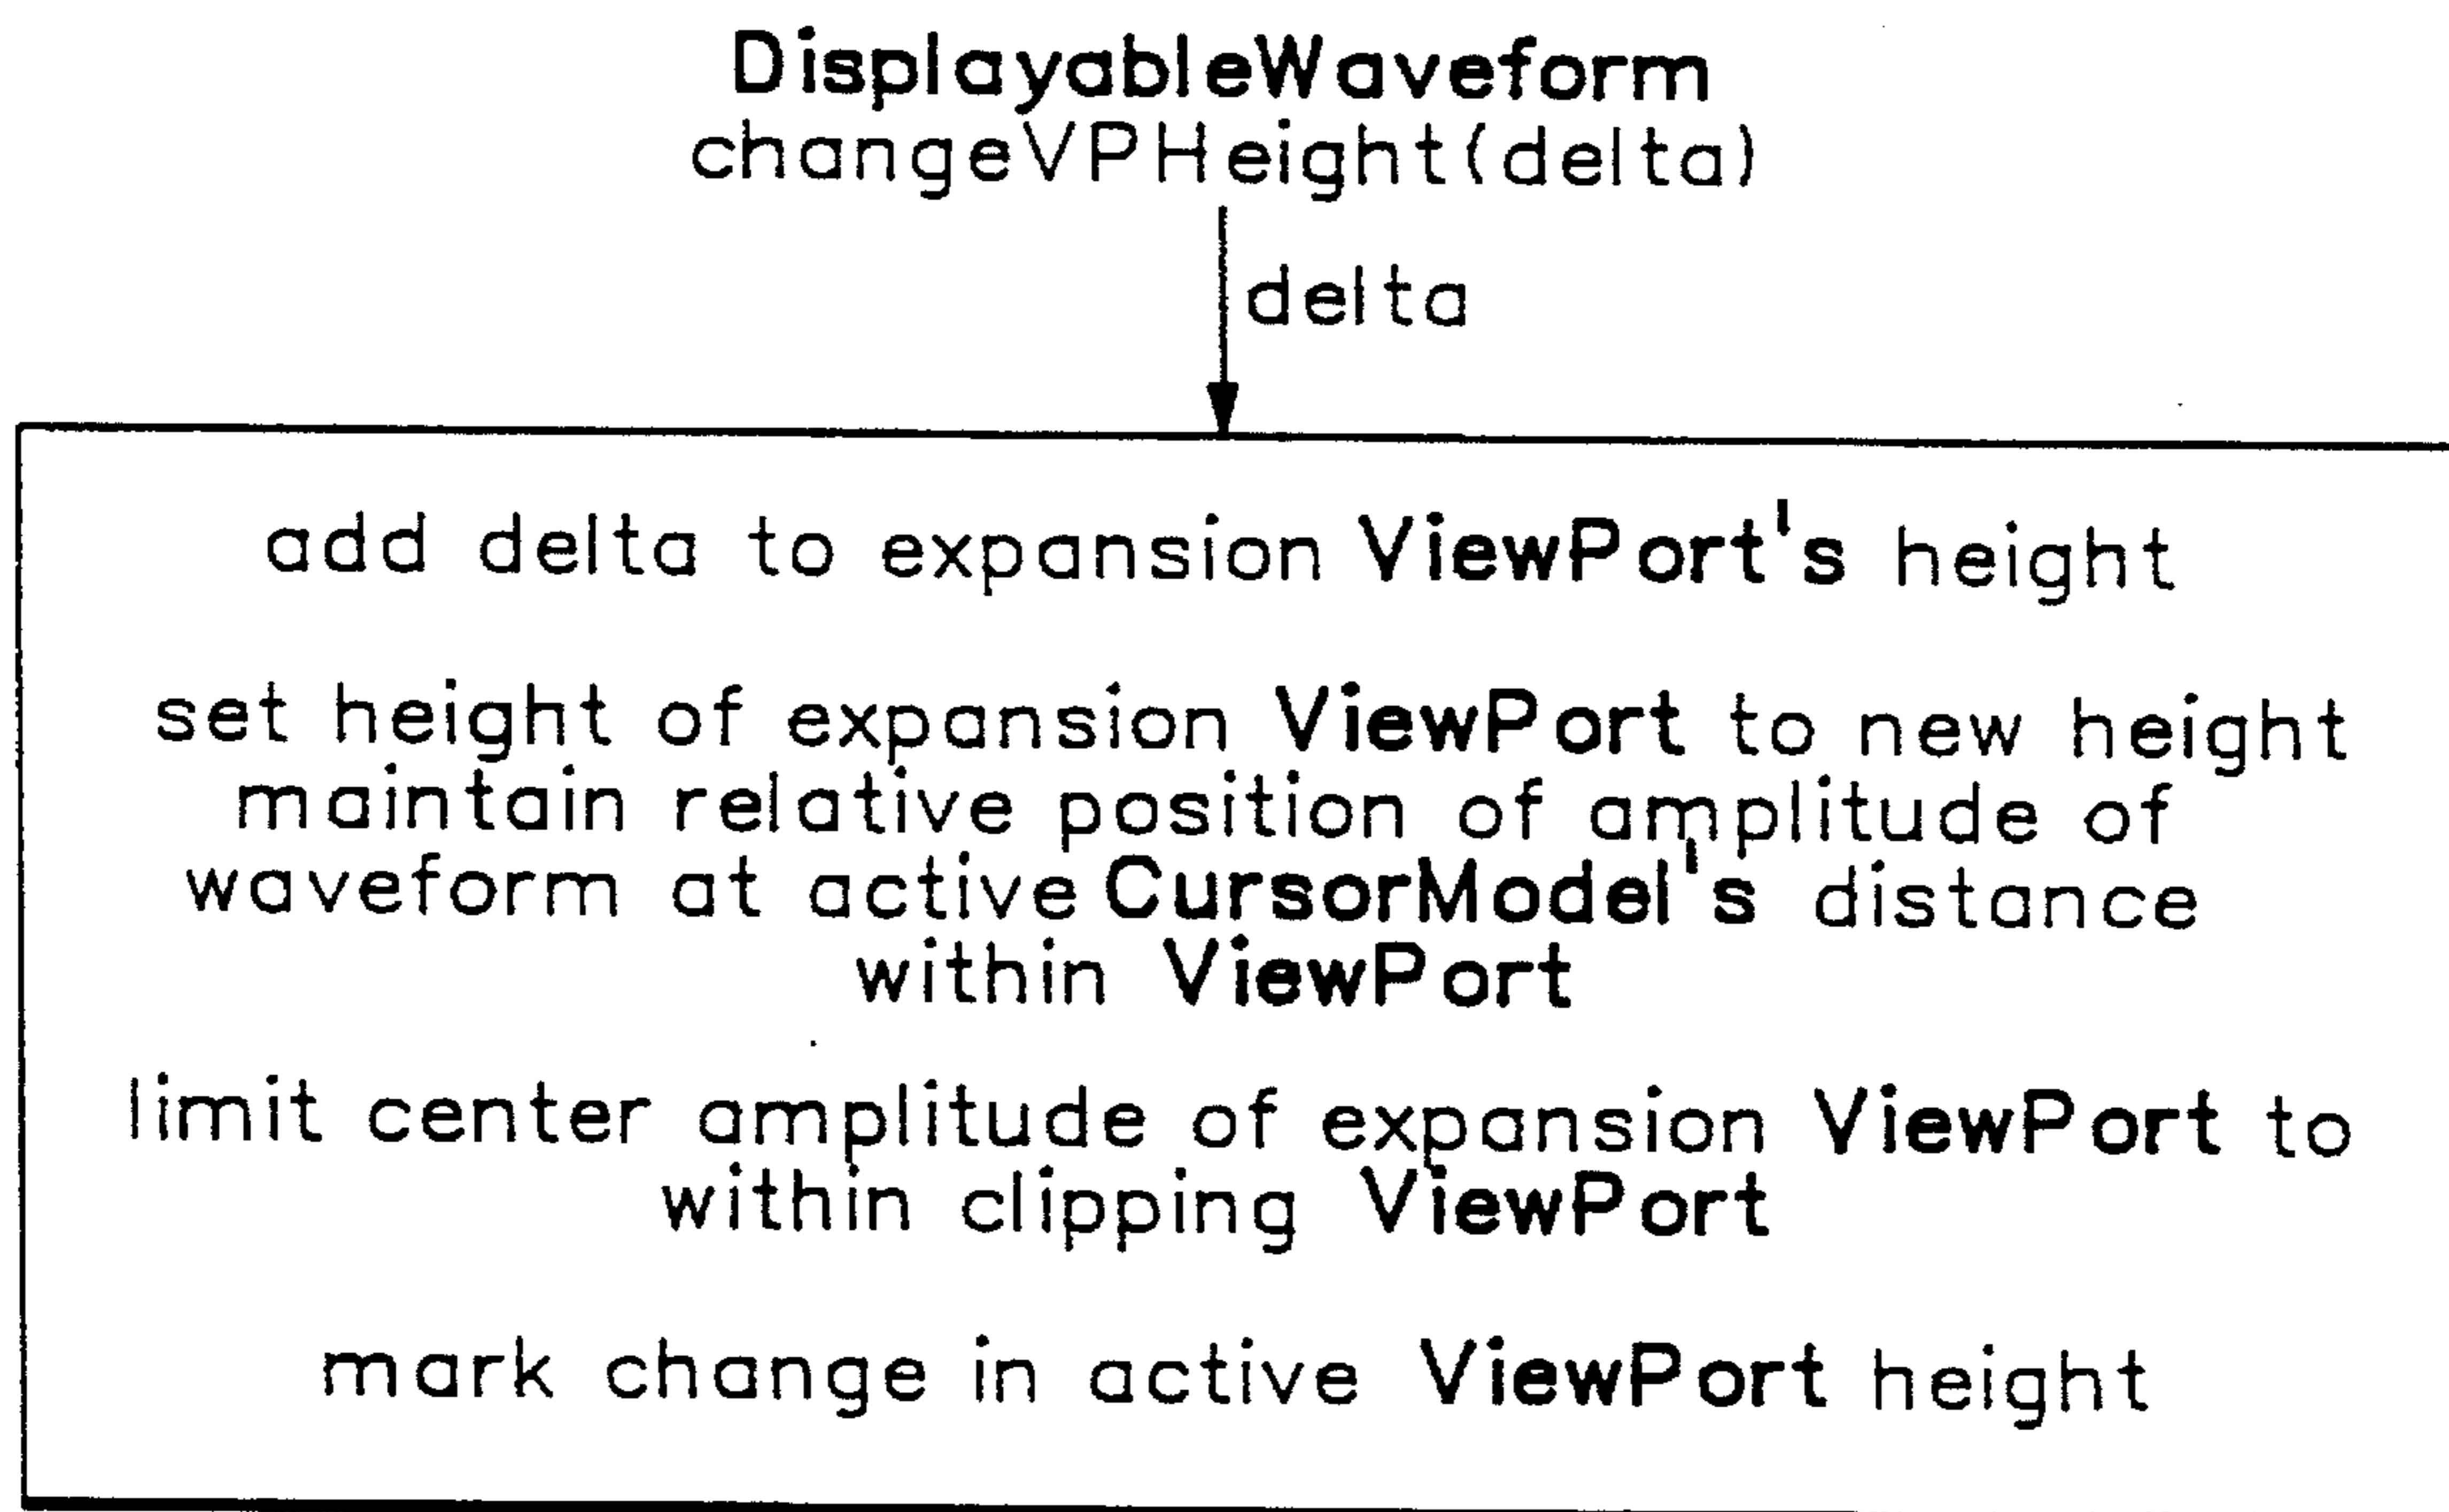 DisplayableWaveform
changeVPHeight(delta)
delta
add delta to expansion ViewPort's height
set height of expansion ViewPort to new height
maintain relative position of amplitude of
waveform at active CursorModel's distance
within ViewPort
limit center amplitude of expansion ViewPort to
within clipping ViewPort
mark change in active ViewPort height